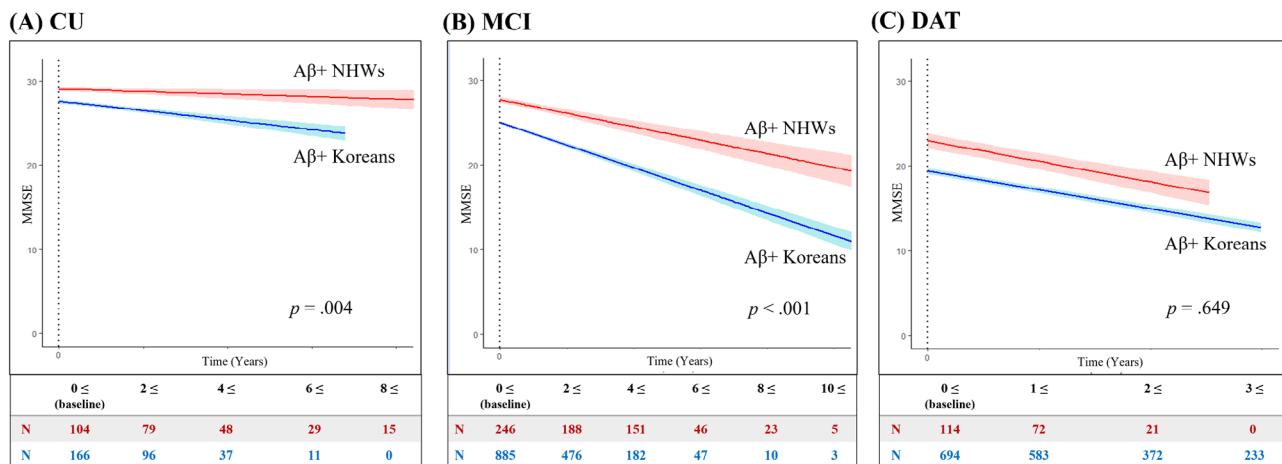 (A) CU
30
20
10
0
MMSE
Aβ+ NHWs
Aβ+ Koreans
p = .004
0
Time (Years)
0 ≤ 2 ≤ 4 ≤ 6 ≤ 8 ≤
(baseline)
N 104 79 48 29 15
N 166 96 37 11 0
(B) MCI
30
20
10
0
MMSE
Aβ+ NHWs
Aβ+ Koreans
p < .001
0
Time (Years)
0 ≤ 2 ≤ 4 ≤ 6 ≤ 8 ≤ 10 ≤
(baseline)
N 246 188 151 46 23 5
N 885 476 182 47 10 3
(C) DAT
30
20
10
0
MMSE
Aβ+ NHWs
Aβ+ Koreans
p = .649
0
Time (Years)
0 ≤ 1 ≤ 2 ≤ 3 ≤
(baseline)
N 114 72 21 0
N 694 583 372 233